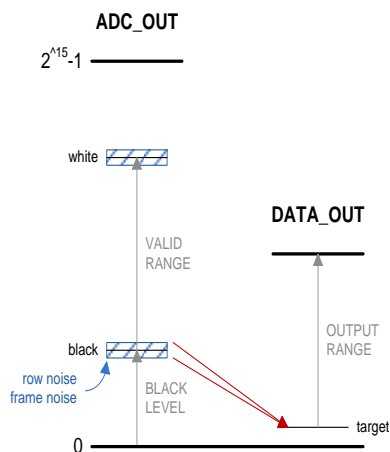 ADC_OUT
2^15-1
white
DATA_OUT
VALID
RANGE
OUTPUT
RANGE
black
row noise
frame noise
BLACK
LEVEL
target
0